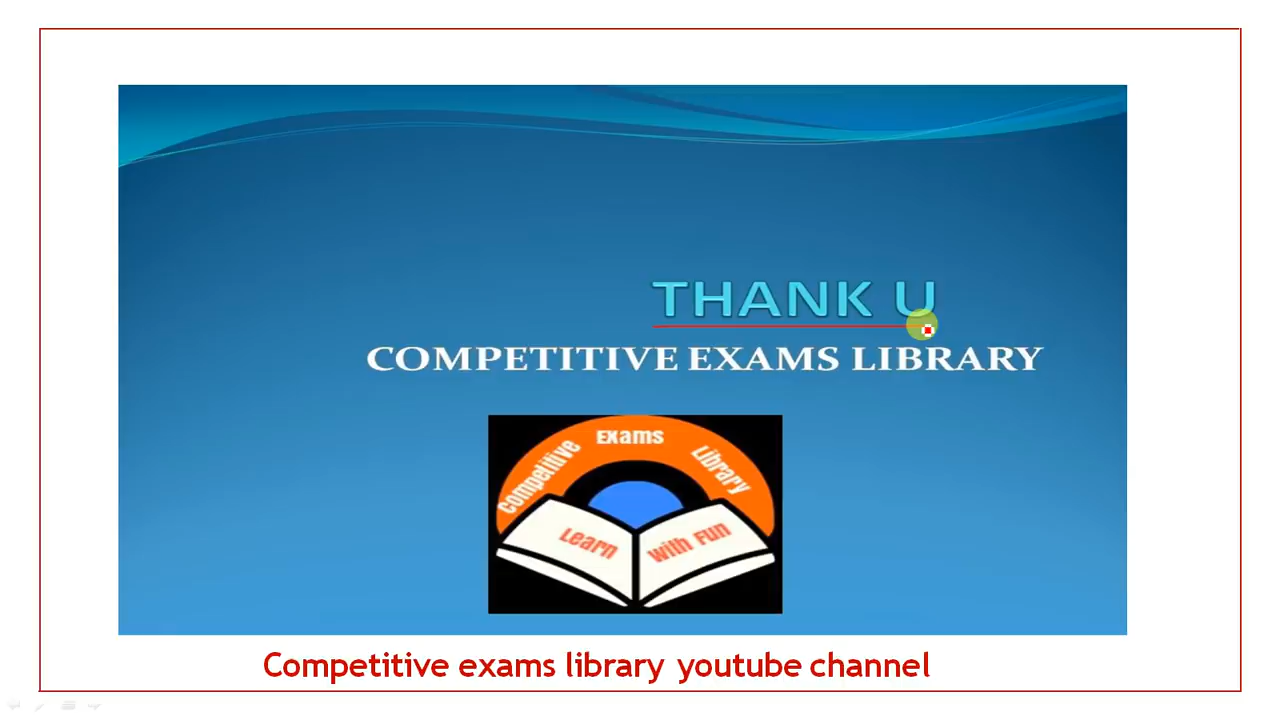 THANK U
COMPETITIVE EXAMS LIBRARY
Competitive Exams Library
Learn with Fun
Competitive exams library youtube channel